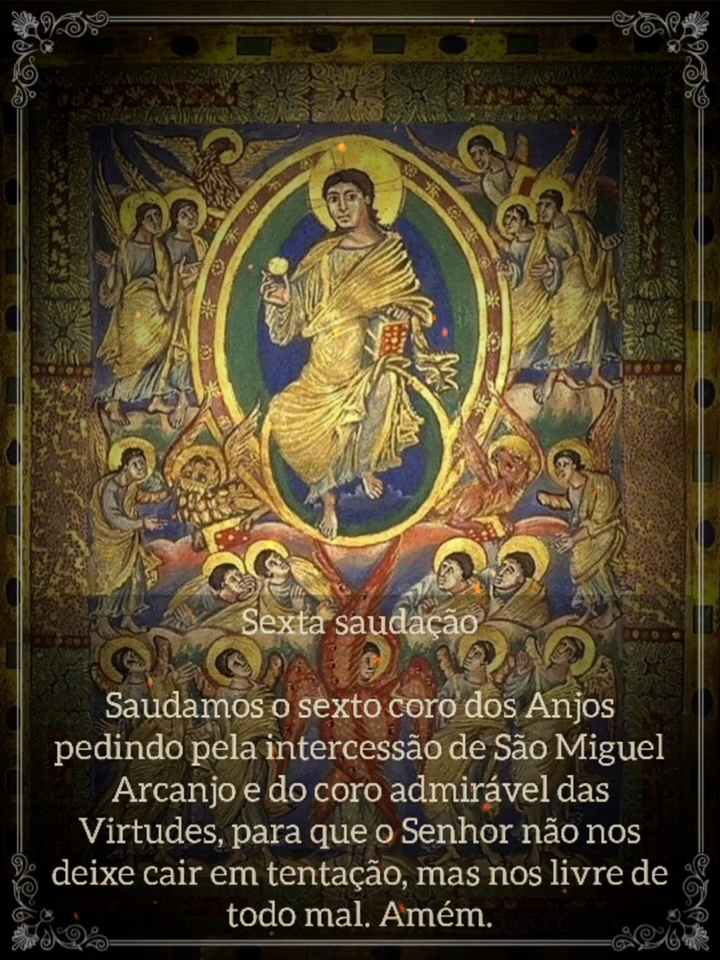 Sexta saudação
Saudamos o sexto coro dos Anjos
pedindo pela intercessão de São Miguel
Arcanjo e do coro admirável das
Virtudes, para que o Senhor não nos
deixe cair em tentação, mas nos livre de
todo mal. Amém.